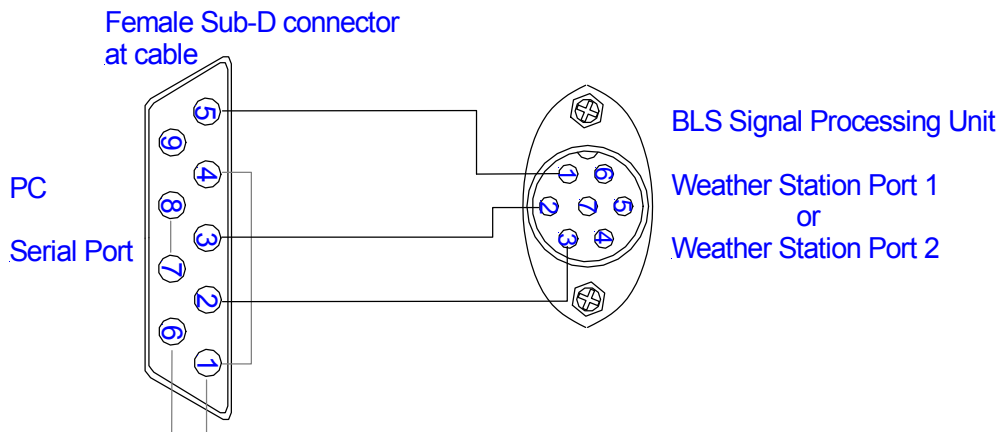 Female Sub-D connector
at cable
PC
Serial Port
5
9
4
8
3
7
2
6
1
1
6
2
7
5
3
4
BLS Signal Processing Unit
Weather Station Port 1
or
Weather Station Port 2